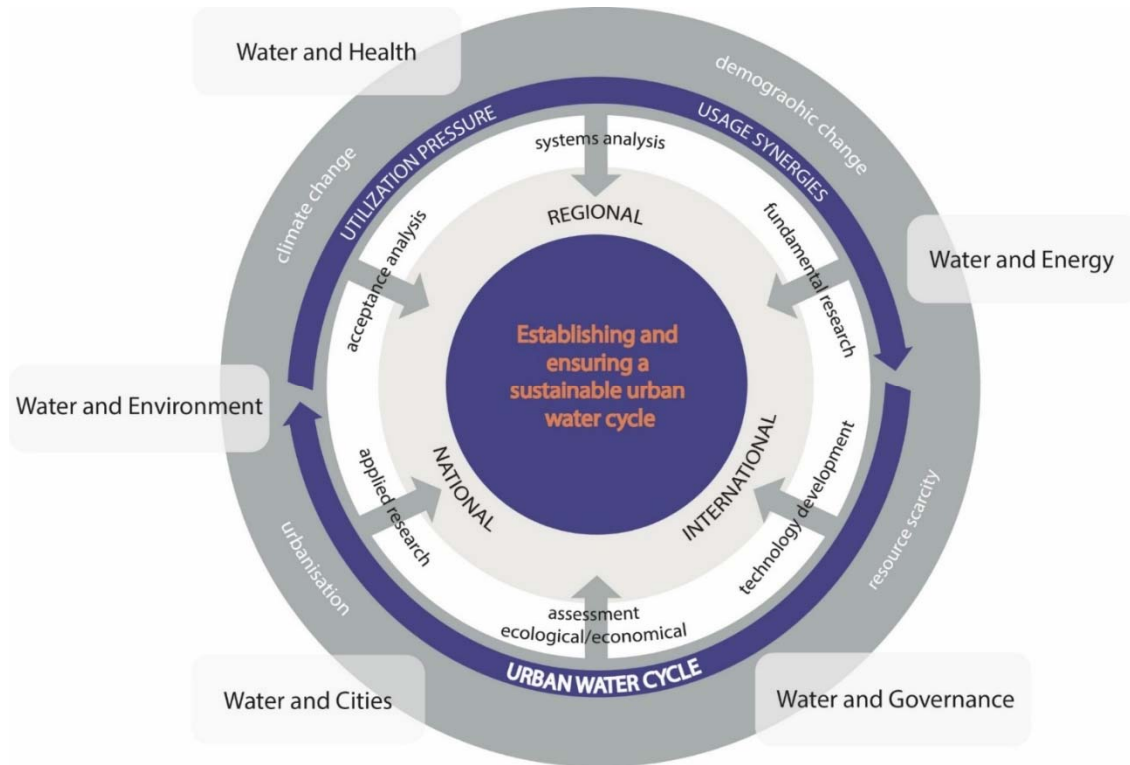 Water and Health
demograohic change
UTILIZATION PRESSURE
USAGE SYNERGIES
climate change
systems analysis
REGIONAL
acceptance analysis
fundamental research
Water and Energy
Establishing and
ensuring a
sustainable urban
water cycle
Water and Environment
NATIONAL
INTERNATIONAL
applied research
technology development
urbanisation
resource scarcity
assessment
ecological/economical
URBAN WATER CYCLE
Water and Cities
Water and Governance